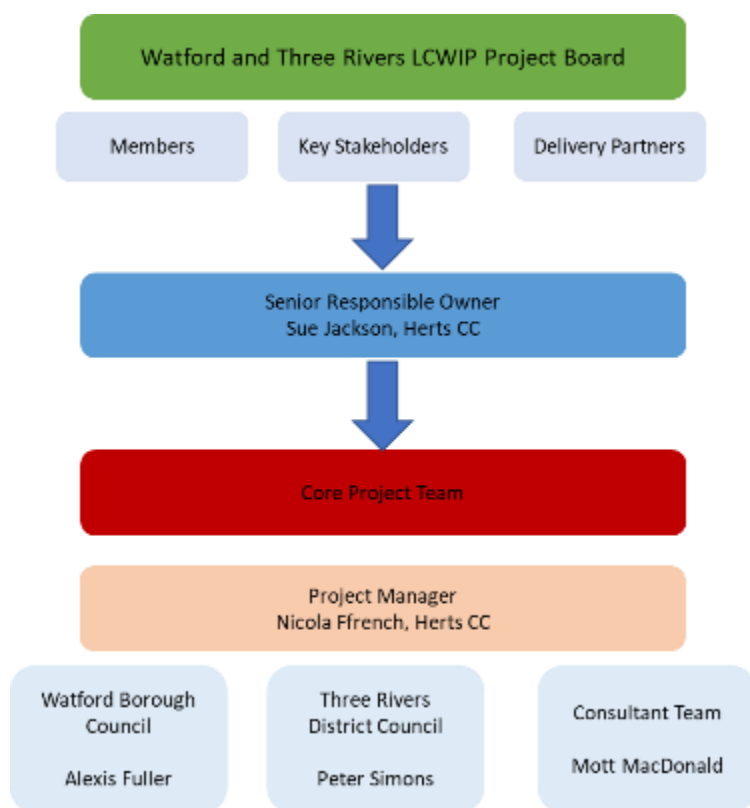 Watford and Three Rivers LCWIP Project Board
Members
Key Stakeholders
Delivery Partners
Senior Responsible Owner
Sue Jackson, Herts CC
Core Project Team
Project Manager
Nicola Ffrench, Herts CC
Watford Borough
Council
Alexis Fuller
Three Rivers
District Council
Peter Simons
Consultant Team
Mott MacDonald